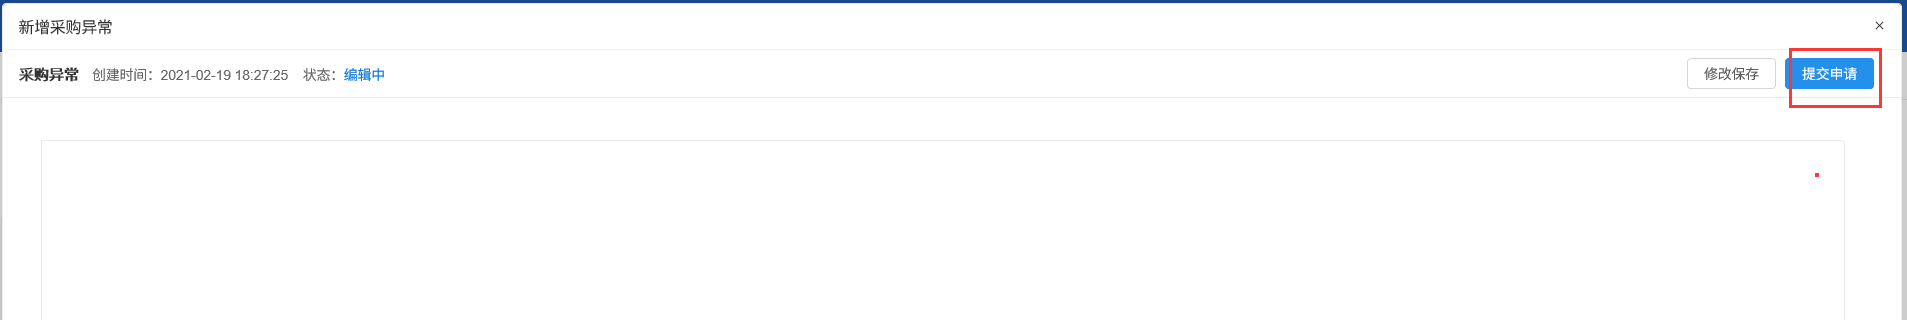 新增采购异常 ×
采购异常 创建时间：2021-02-19 18:27:25 状态：编辑中 修改保存 提交申请